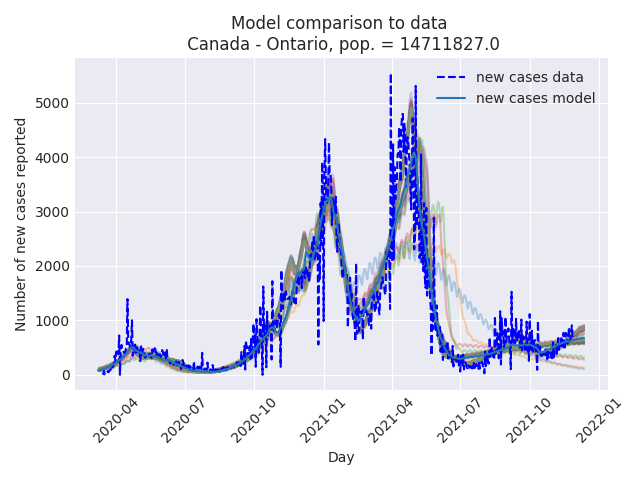 Model comparison to data
Canada - Ontario, pop. = 14711827.0
new cases data
new cases model
Number of new cases reported
5000
4000
3000
2000
1000
0
2020-04
2020-07
2020-10
2021-01
2021-04
2021-07
2021-10
2022-01
Day